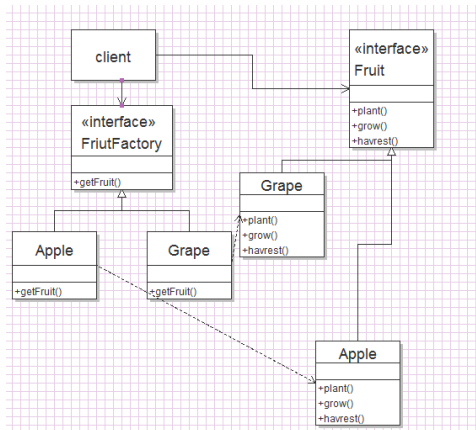 client
«interface»
Fruit
+plant()
+grow()
+havrest()
«interface»
FriutFactory
+getFruit()
Grape
+plant()
+grow()
+havrest()
Apple
+getFruit()
Grape
+getFruit()
Apple
+plant()
+grow()
+havrest()